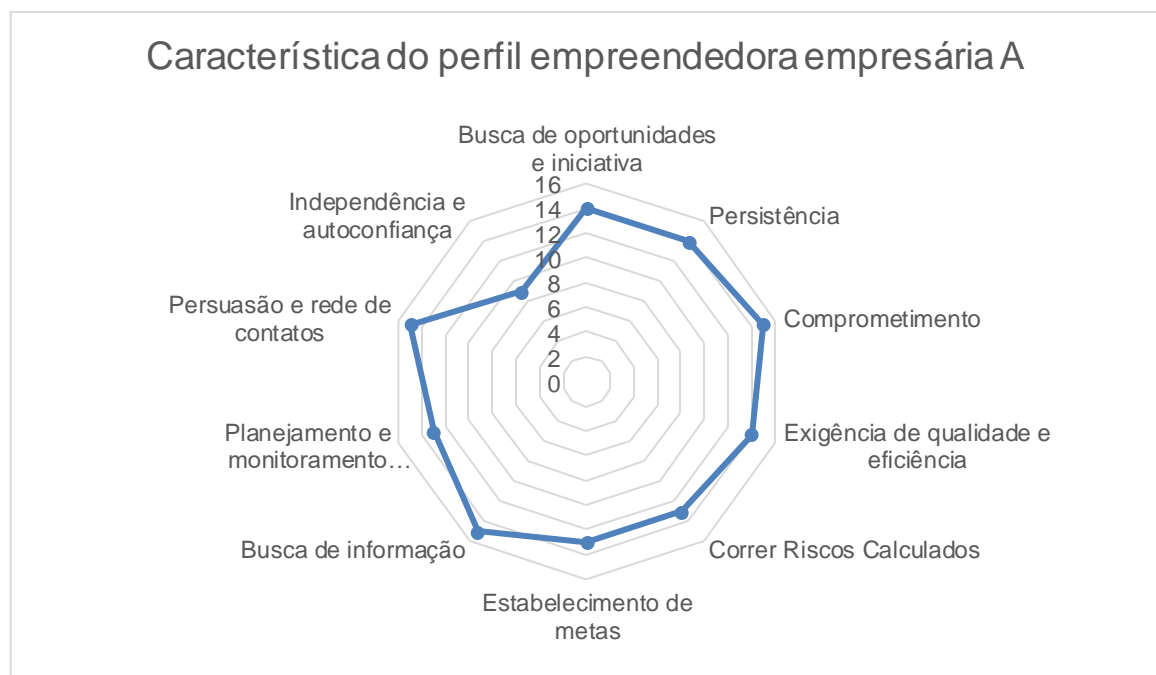 Característica do perfil empreendedora empresária A
Busca de oportunidades
e iniciativa
Persistência
Comprometimento
Exigência de qualidade e
eficiência
Correr Riscos Calculados
Estabelecimento de
metas
Busca de informação
Planejamento e
monitoramento…
Persuasão e rede de
contatos
Independência e
autoconfiança
16
14
12
10
8
6
4
2
0